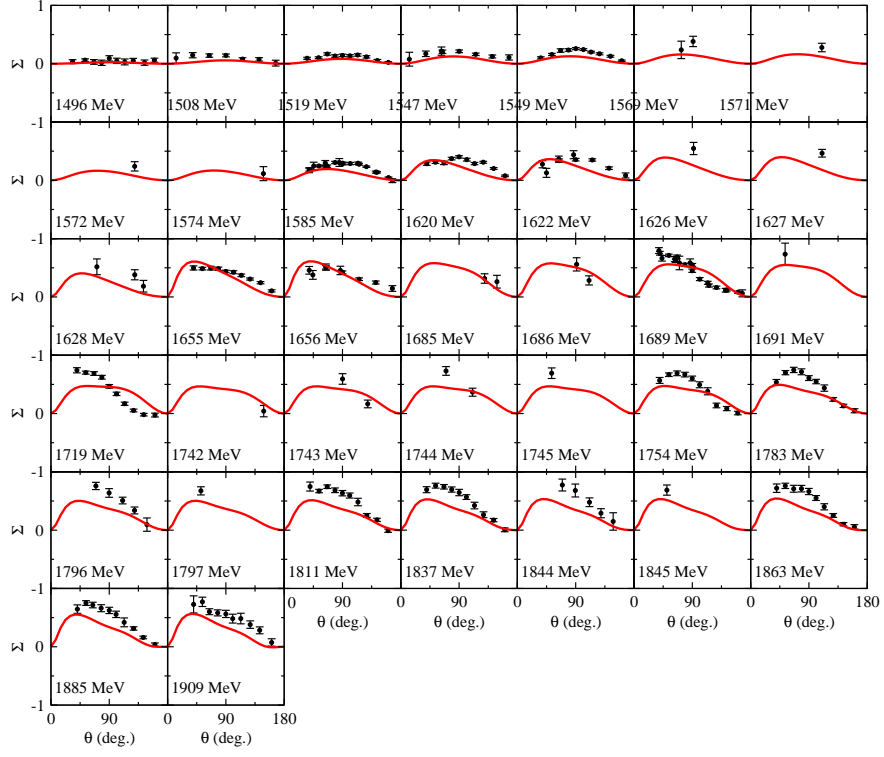 1
Σ 0
1496 MeV 1508 MeV 1519 MeV 1547 MeV 1549 MeV 1569 MeV 1571 MeV
-1
Σ 0
1572 MeV 1574 MeV 1585 MeV 1620 MeV 1622 MeV 1626 MeV 1627 MeV
-1
Σ 0
1628 MeV 1655 MeV 1656 MeV 1685 MeV 1686 MeV 1689 MeV 1691 MeV
-1
Σ 0
1719 MeV 1742 MeV 1743 MeV 1744 MeV 1745 MeV 1754 MeV 1783 MeV
-1
Σ 0
1796 MeV 1797 MeV 1811 MeV 1837 MeV 1844 MeV 1845 MeV 1863 MeV
-1 0 90 0 90 0 90 0 90 0 90 180
θ (deg.) θ (deg.) θ (deg.) θ (deg.) θ (deg.)
Σ 0
1885 MeV 1909 MeV
-1
0 90 0 90 180
θ (deg.) θ (deg.)